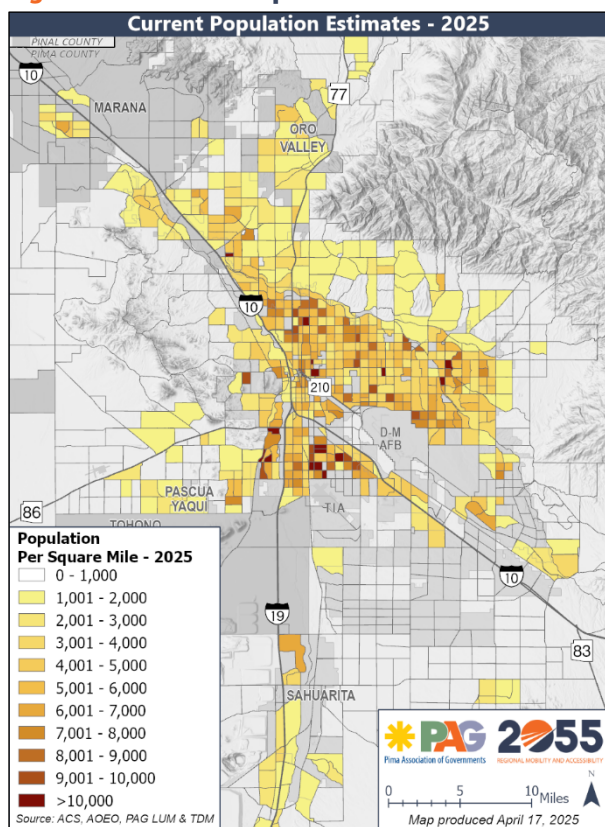 Current Population Estimates - 2025
PINAL COUNTY
PIMA COUNTY
10
MARANA
77
ORO
VALLEY
10
210
D-M
AFB
PASCUA
YAQUI
86
TOHONO
TIA
10
19
83
SAHUARITA
Population
Per Square Mile - 2025
0 - 1,000
1,001 - 2,000
2,001 - 3,000
3,001 - 4,000
4,001 - 5,000
5,001 - 6,000
6,001 - 7,000
7,001 - 8,000
8,001 - 9,000
9,001 - 10,000
>10,000
Source: ACS, AOEO, PAG LUM & TDM
PAG
Pima Association of Governments
2055
REGIONAL MOBILITY AND ACCESSIBILITY
0 5 10 Miles
N
Map produced April 17, 2025